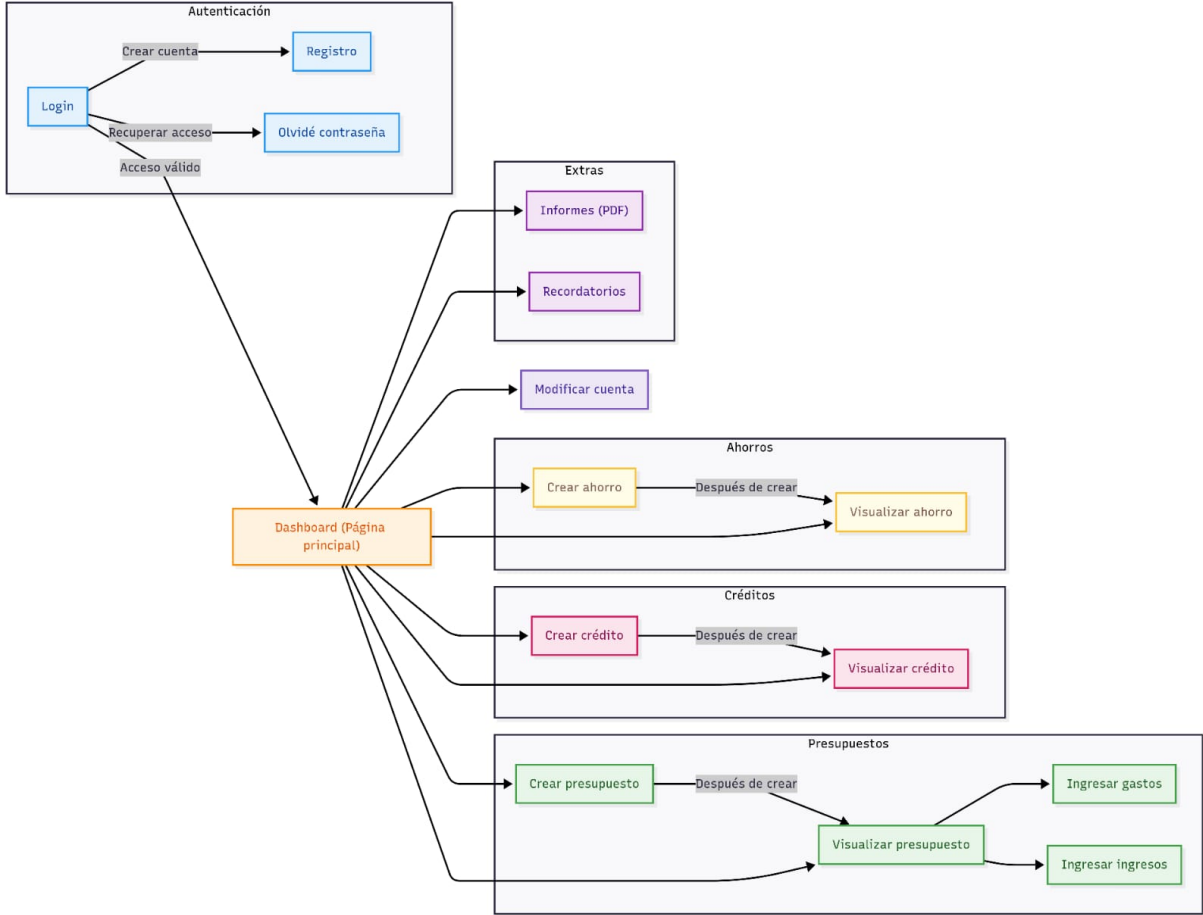 Autenticación
Crear cuenta
Registro
Login
Recuperar acceso
Olvidé contraseña
Acceso válido
Extras
Informes (PDF)
Recordatorios
Modificar cuenta
Ahorros
Crear ahorro
Después de crear
Visualizar ahorro
Dashboard (Página
principal)
Créditos
Crear crédito
Después de crear
Visualizar crédito
Presupuestos
Crear presupuesto
Después de crear
Ingresar gastos
Visualizar presupuesto
Ingresar ingresos